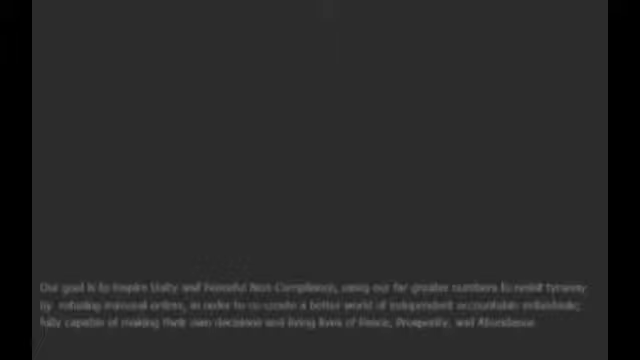 Our goal is to Inspire Unity and Peaceful Non-Compliance, using our far greater numbers to resist tyranny
by refusing immoral orders, in order to co-create a better world of independent accountable individuals;
fully capable of making their own decisions and living lives of Peace, Prosperity, and Abundance